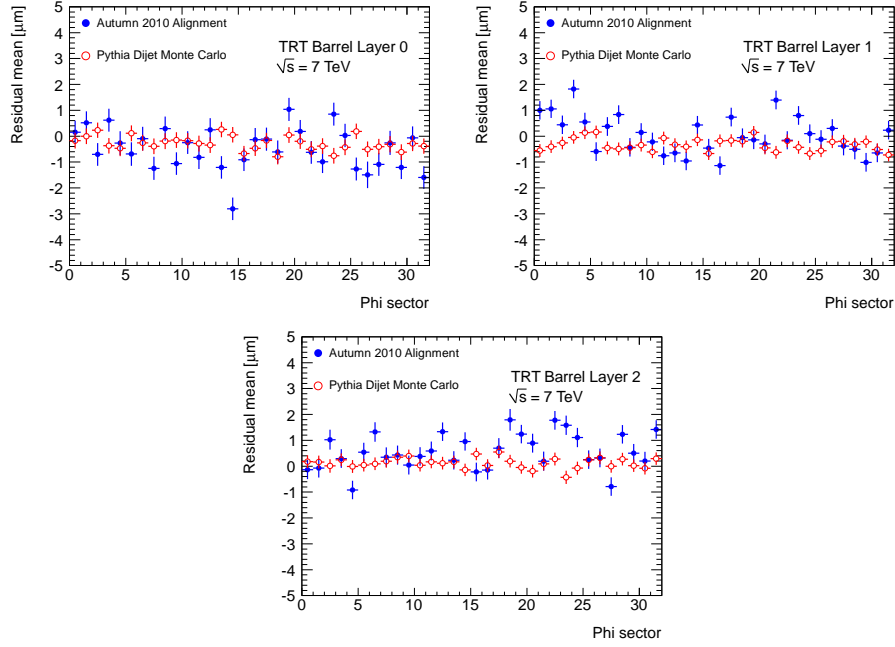 Residual mean [μm]
5
4
3
2
1
0
-1
-2
-3
-4
-5
Autumn 2010 Alignment
Pythia Dijet Monte Carlo
TRT Barrel Layer 0
√s = 7 TeV
0 5 10 15 20 25 30
Phi sector
Residual mean [μm]
5
4
3
2
1
0
-1
-2
-3
-4
-5
Autumn 2010 Alignment
Pythia Dijet Monte Carlo
TRT Barrel Layer 1
√s = 7 TeV
0 5 10 15 20 25 30
Phi sector
Residual mean [μm]
5
4
3
2
1
0
-1
-2
-3
-4
-5
Autumn 2010 Alignment
Pythia Dijet Monte Carlo
TRT Barrel Layer 2
√s = 7 TeV
0 5 10 15 20 25 30
Phi sector